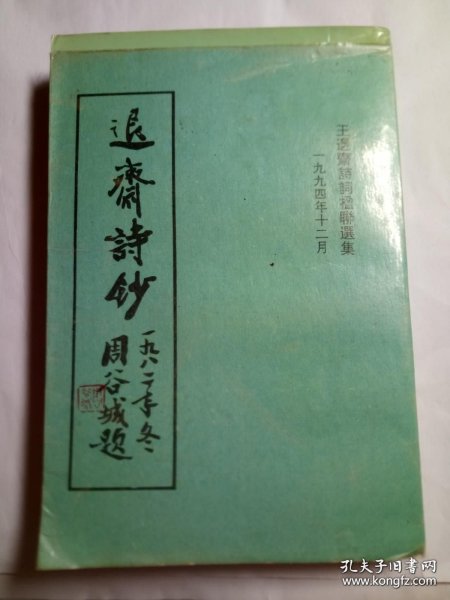 王退齋詩詞楹聯選集
一九九四年十二月
退齋詩鈔
一九八二年冬
周谷城題
孔夫子旧书网
www.kongfz.com